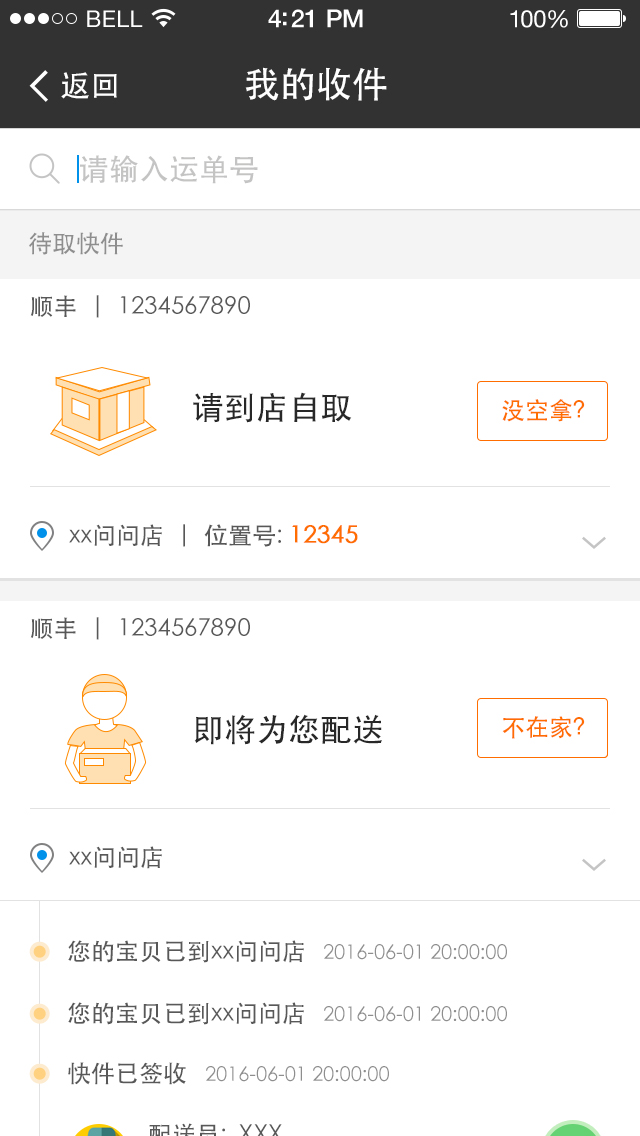 BELL 4:21 PM 100%
返回 我的收件
请输入运单号
待取快件
顺丰 | 1234567890
请到店自取 没空拿?
xx问问店 | 位置号: 12345
顺丰 | 1234567890
即将为您配送 不在家?
xx问问店
您的宝贝已到xx问问店 2016-06-01 20:00:00
您的宝贝已到xx问问店 2016-06-01 20:00:00
快件已签收 2016-06-01 20:00:00
配送员: XXX